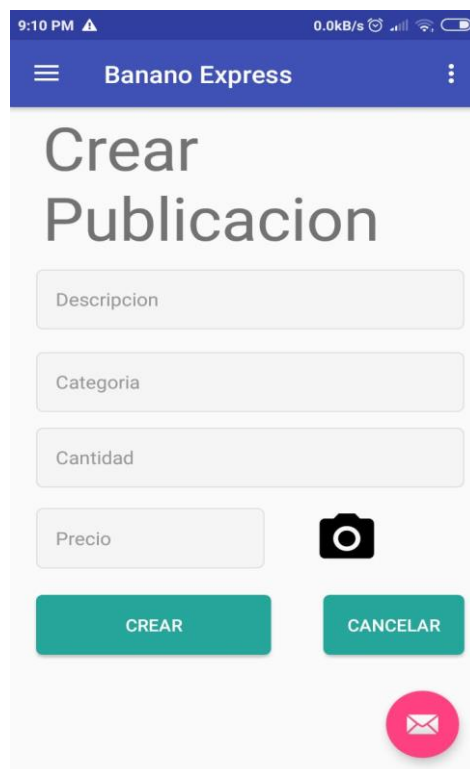 9:10 PM 0.0kB/s
Banano Express
Crear
Publicacion
Descripcion
Categoria
Cantidad
Precio
CREAR CANCELAR